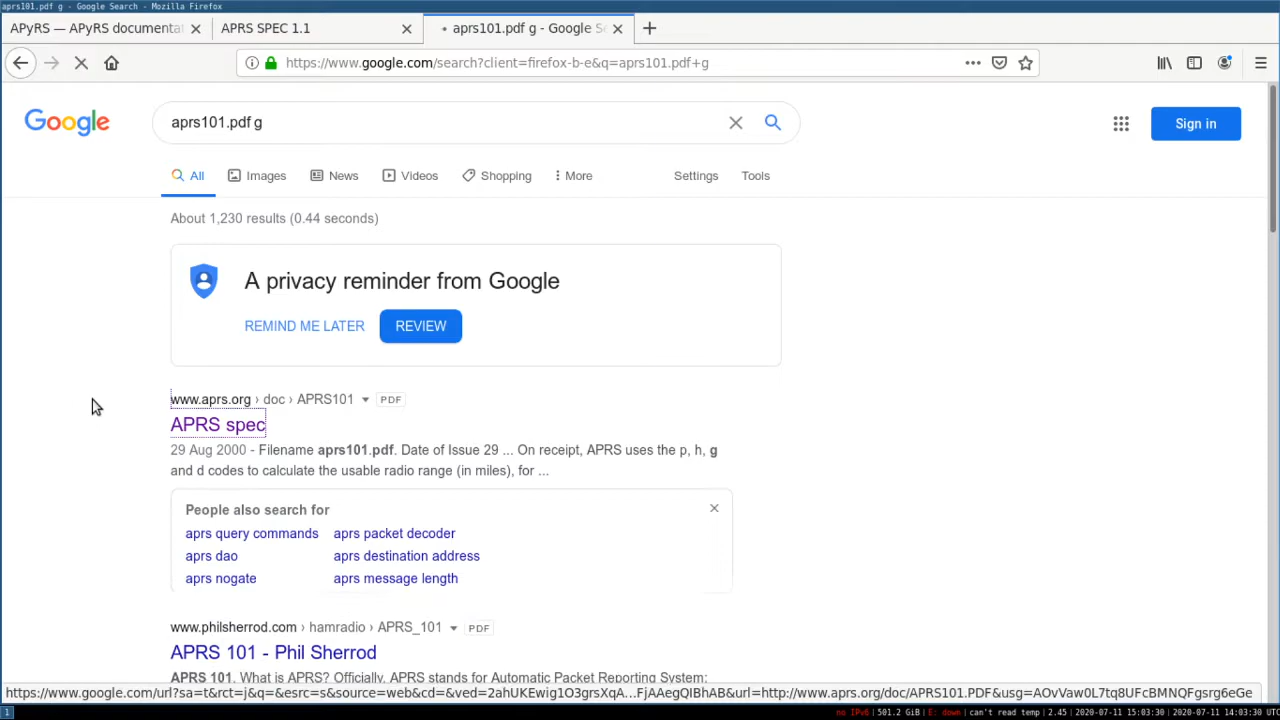 aprs101.pdf g - Google Search - Mozilla Firefox
APyRS — APyRS documenta
APRS SPEC 1.1
aprs101.pdf g - Google Se
https://www.google.com/search?client=firefox-b-e&q=aprs101.pdf+g
Google
aprs101.pdf g
Sign in
All
Images
News
Videos
Shopping
More
Settings
Tools
About 1,230 results (0.44 seconds)
A privacy reminder from Google
REMIND ME LATER
REVIEW
www.aprs.org › doc › APRS101
PDF
APRS spec
29 Aug 2000 - Filename aprs101.pdf. Date of Issue 29 ... On receipt, APRS uses the p, h, g
and d codes to calculate the usable radio range (in miles), for ...
People also search for
aprs query commands
aprs packet decoder
aprs dao
aprs destination address
aprs nogate
aprs message length
www.philsherrod.com › hamradio › APRS_101
PDF
APRS 101 - Phil Sherrod
APRS 101. What is APRS? Officially, APRS stands for Automatic Packet Reporting System:
https://www.google.com/url?sa=t&rct=j&q=&esrc=s&source=web&cd=&ved=2ahUKEwig1O3grsXqA...FjAAegQIBhAB&url=http://www.aprs.org/doc/APRS101.PDF&usg=AOvVaw0L7tq8UFcBMNQFgsrg6eGe
1
no IPv6 | 501.2 GiB | E: down | can't read temp | 2.45 | 2020-07-11 15:03:30 | 2020-07-11 14:03:30 UTC